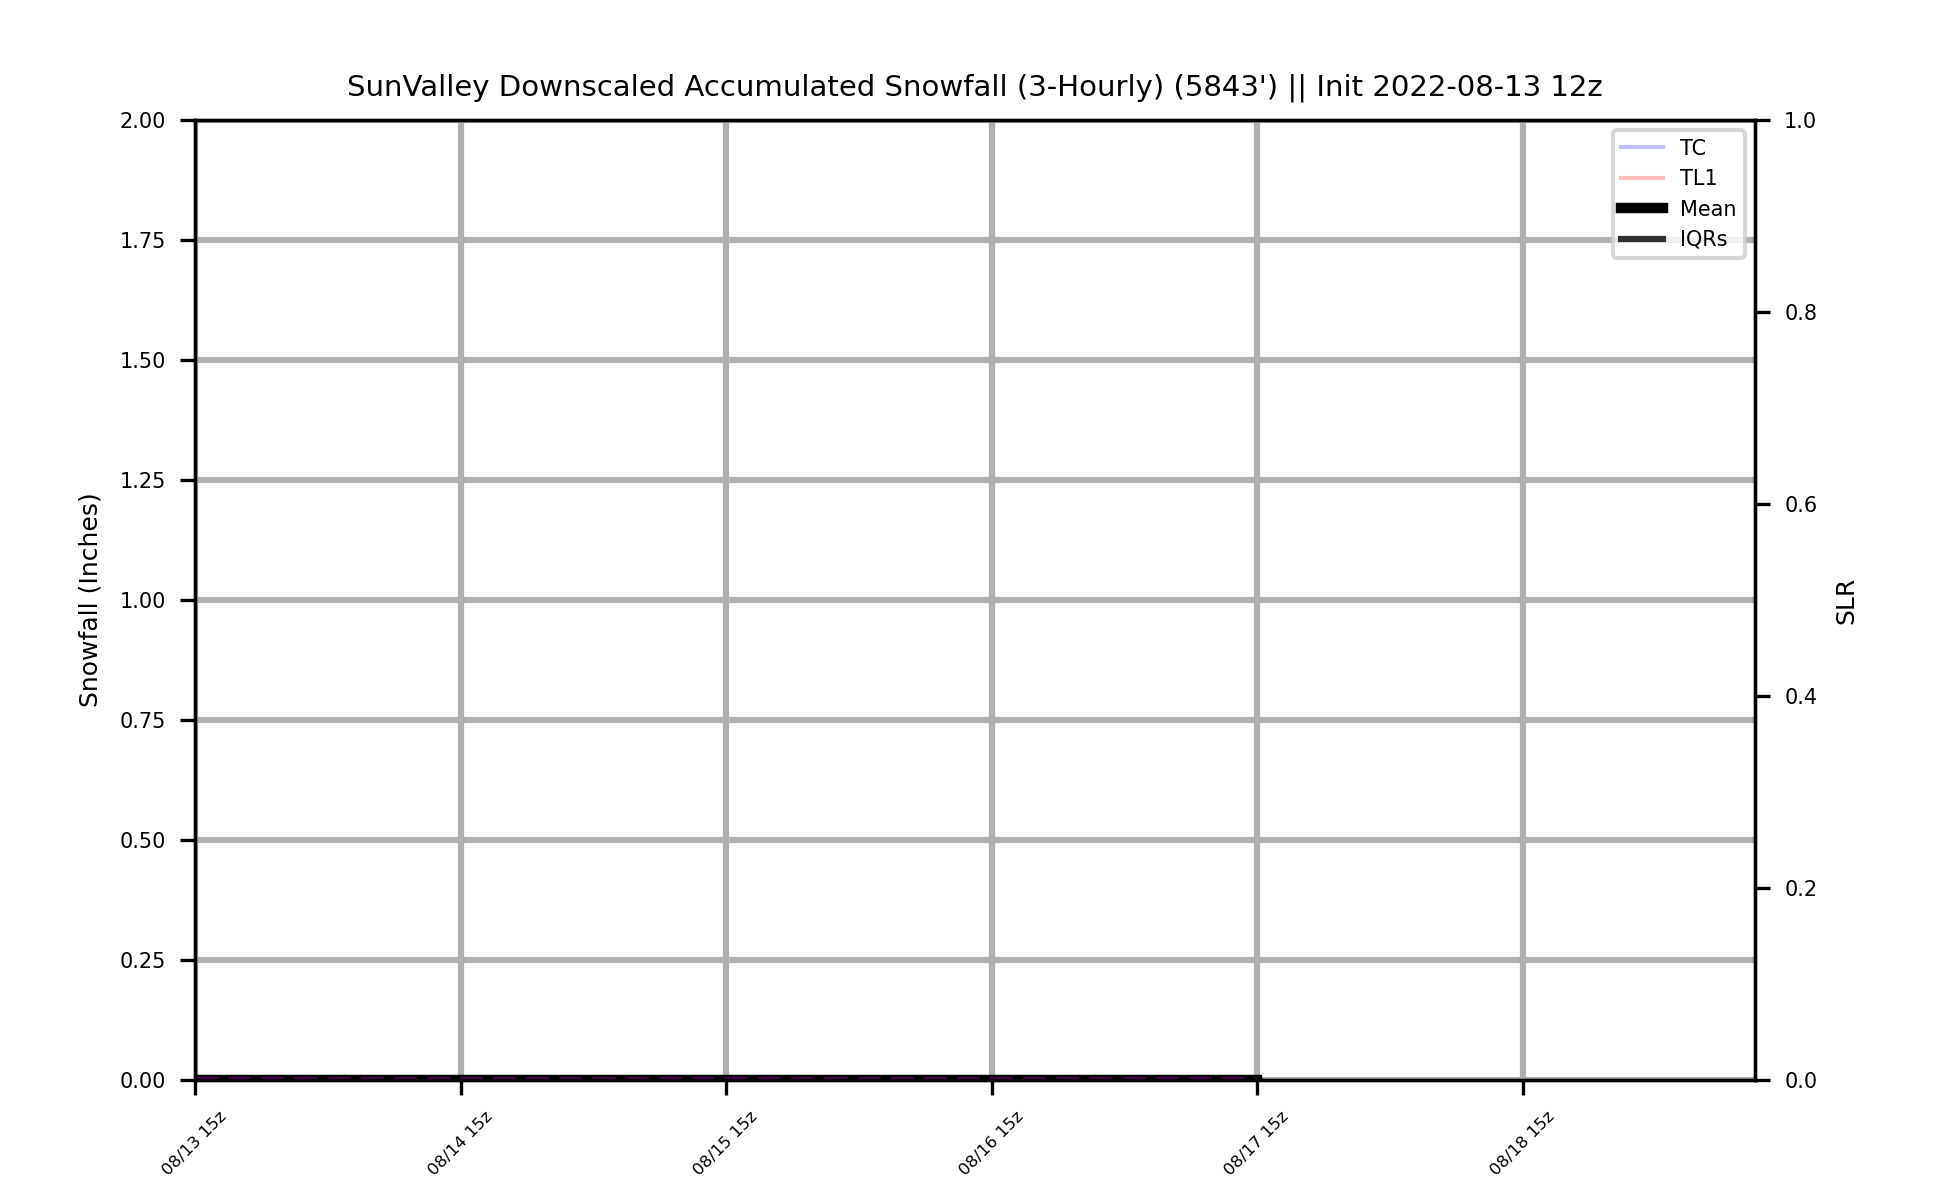 SunValley Downscaled Accumulated Snowfall (3-Hourly) (5843') || Init 2022-08-13 12z
2.00
1.75
1.50
1.25
1.00
0.75
0.50
0.25
0.00
Snowfall (Inches)
TC
TL1
Mean
IQRs
1.0
0.8
0.6
0.4
0.2
0.0
SLR
08/13 15z
08/14 15z
08/15 15z
08/16 15z
08/17 15z
08/18 15z